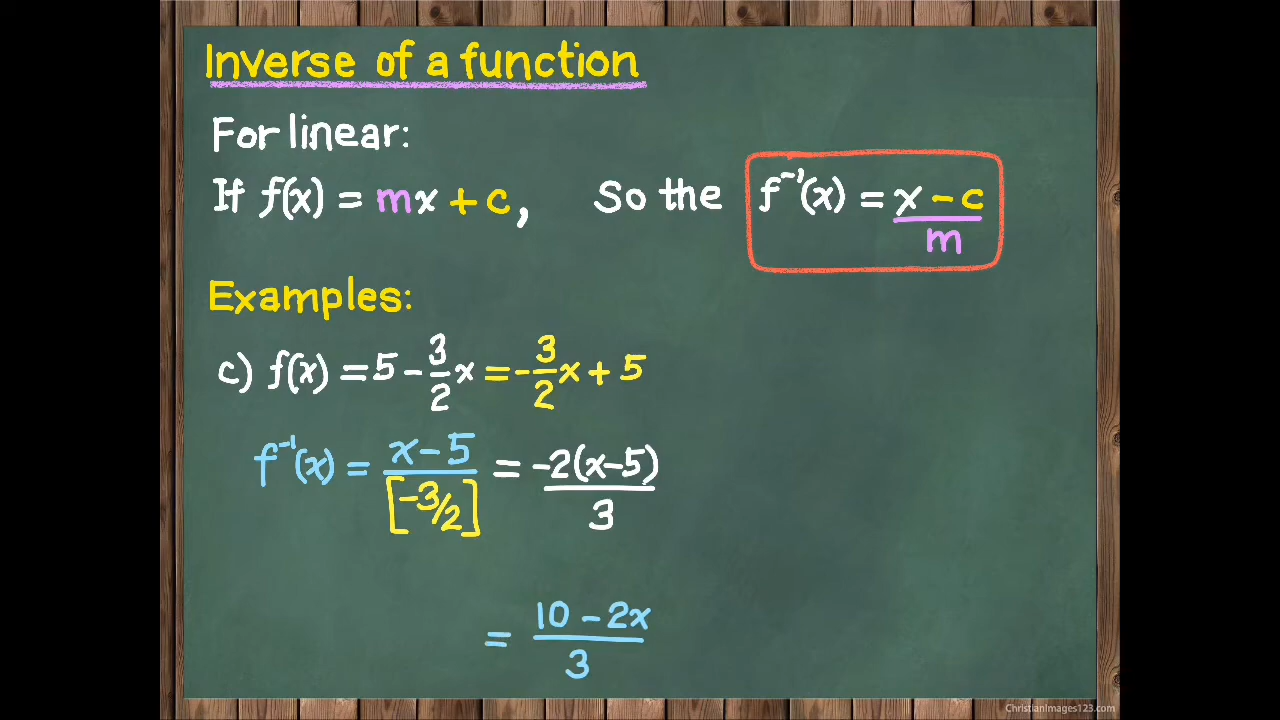 Inverse of a function
For linear:
If f(x) = mx + c, So the f⁻¹(x) = x - c / m
Examples:
c) f(x) = 5 - 3/2 x = -3/2 x + 5
f⁻¹(x) = x - 5 / [-3/2] = -2(x-5) / 3
= 10 - 2x / 3
ChristianImages123.com